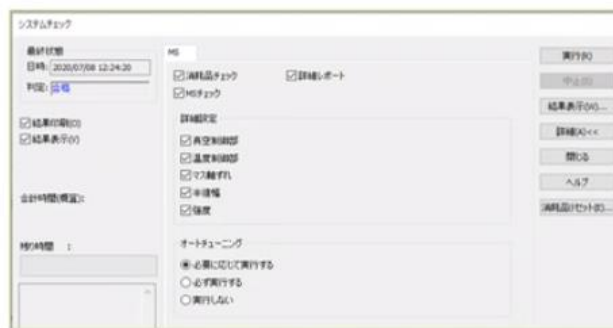 システムチェック
最終状態
日時: 2020/07/08 12:24:20
判定: 合格
結果印刷(O)
結果表示(V)
合計時間(概算):
残り時間 :
MS
消耗品チェック
詳細レポート
MSチェック
詳細設定
真空制御部
温度制御部
マス軸ずれ
半値幅
強度
オートチューニング
必要に応じて実行する
必ず実行する
実行しない
実行(R)
中止(S)
結果表示(W)...
詳細(A)<<
閉じる
ヘルプ
消耗品リセット(E)...